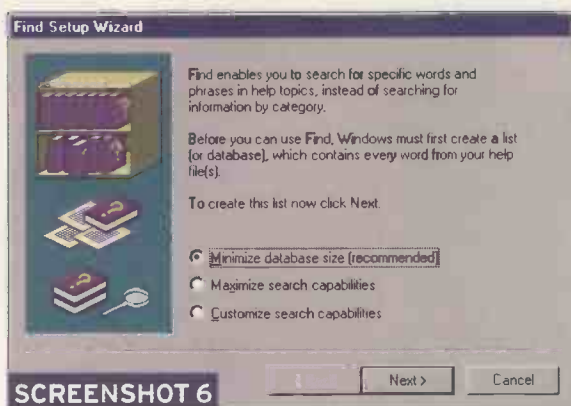 Find Setup Wizard
Find enables you to search for specific words and
phrases in help topics, instead of searching for
information by category.
Before you can use Find, Windows must first create a list
(or database), which contains every word from your help
file(s).
To create this list now click Next.
Minimize database size (recommended)
Maximize search capabilities
Customize search capabilities
Next >
Cancel
SCREENSHOT 6